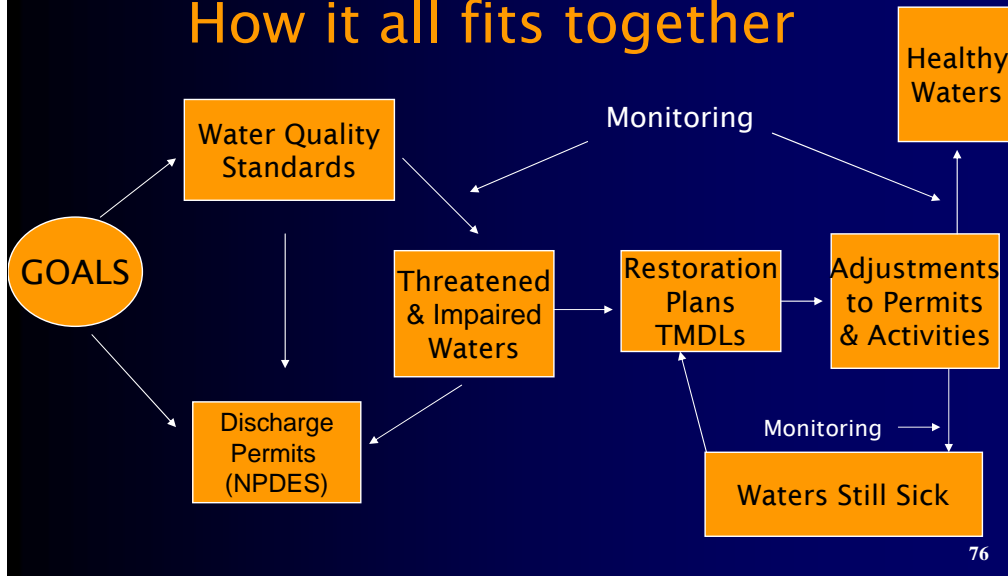 How it all fits together
Healthy
Waters
Monitoring
Water Quality
Standards
GOALS
Threatened
& Impaired
Waters
Restoration
Plans
TMDLs
Adjustments
to Permits
& Activities
Discharge
Permits
(NPDES)
Monitoring
Waters Still Sick
76